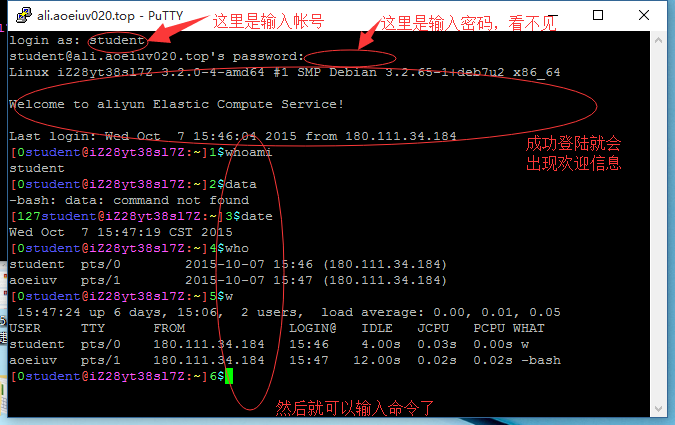 ali.aoeiuv020.top - PuTTY
这里是输入帐号
这里是输入密码，看不见
login as: student
student@ali.aoeiuv020.top's password:
Linux iZ28yt38sl7Z 3.2.0-4-amd64 #1 SMP Debian 3.2.65-1+deb7u2 x86_64
Welcome to aliyun Elastic Compute Service!
Last login: Wed Oct  7 15:46:04 2015 from 180.111.34.184
成功登陆就会
出现欢迎信息
[0student@iZ28yt38sl7Z:~]1$whoami
student
[0student@iZ28yt38sl7Z:~]2$data
-bash: data: command not found
[127student@iZ28yt38sl7Z:~]3$date
Wed Oct  7 15:47:19 CST 2015
[0student@iZ28yt38sl7Z:~]4$who
student  pts/0        2015-10-07 15:46 (180.111.34.184)
aoeiuv   pts/1        2015-10-07 15:47 (180.111.34.184)
[0student@iZ28yt38sl7Z:~]5$w
 15:47:24 up 6 days, 15:06,  2 users,  load average: 0.00, 0.01, 0.05
USER     TTY      FROM             LOGIN@   IDLE   JCPU   PCPU WHAT
student  pts/0    180.111.34.184   15:46    4.00s  0.03s  0.00s w
aoeiuv   pts/1    180.111.34.184   15:47   12.00s  0.02s  0.02s -bash
[0student@iZ28yt38sl7Z:~]6$
然后就可以输入命令了